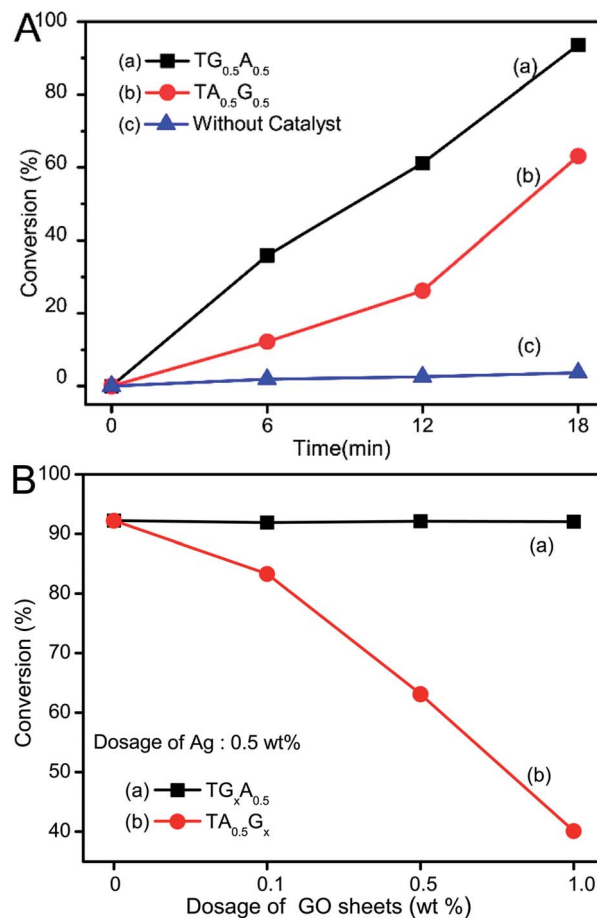 A
100
80
60
40
20
0
Conversion (%)
(a) TG0.5A0.5
(b) TA0.5G0.5
(c) Without Catalyst
(a)
(b)
(c)
0 6 12 18
Time(min)
B
100
90
80
70
60
50
40
Conversion (%)
(a)
Dosage of Ag : 0.5 wt%
(a) TGxA0.5
(b) TA0.5Gx
(b)
0 0.1 0.5 1.0
Dosage of GO sheets (wt %)